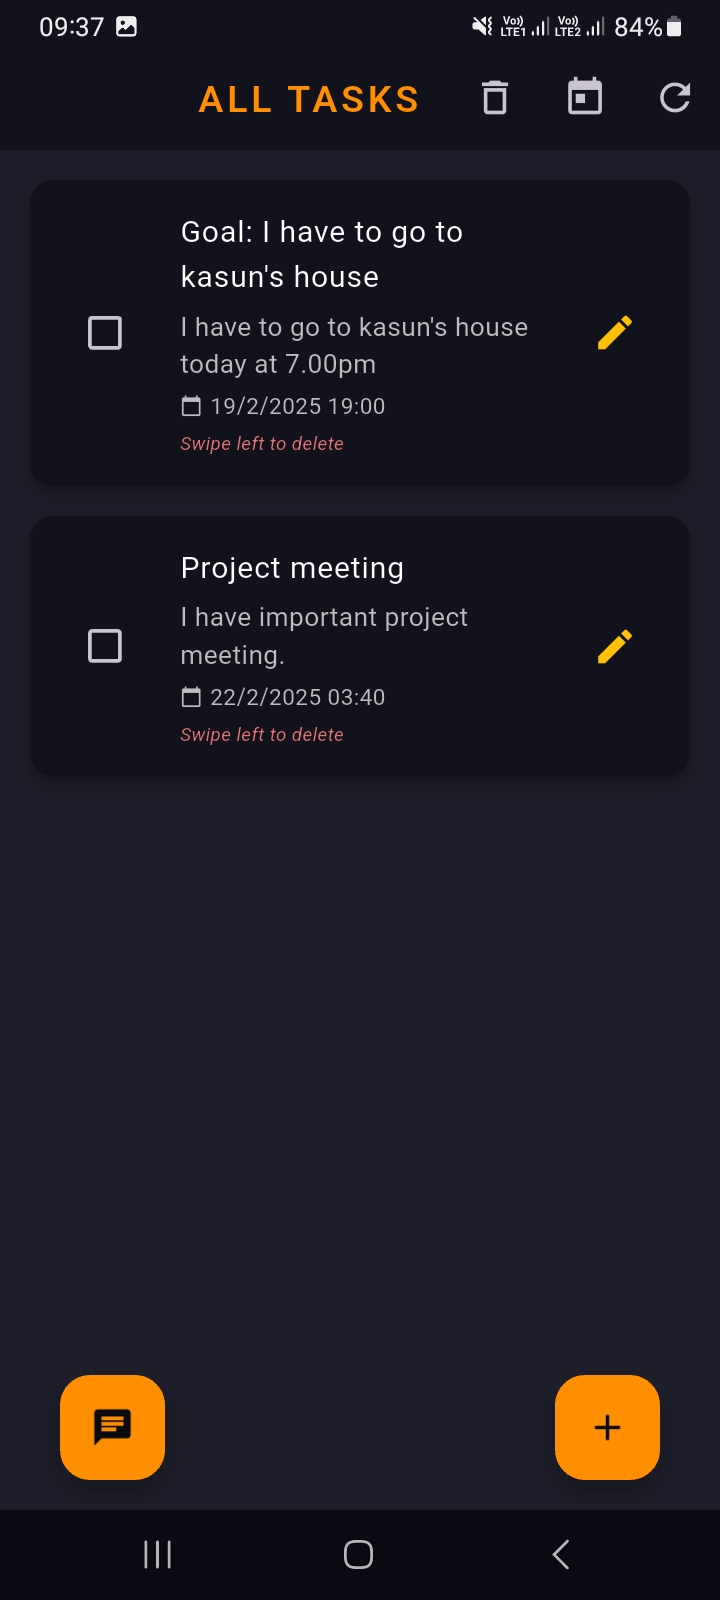 09:37
Vo)) LTE1 Vo)) LTE2 84%
ALL TASKS
Goal: I have to go to
kasun's house
I have to go to kasun's house
today at 7.00pm
19/2/2025 19:00
Swipe left to delete
Project meeting
I have important project
meeting.
22/2/2025 03:40
Swipe left to delete